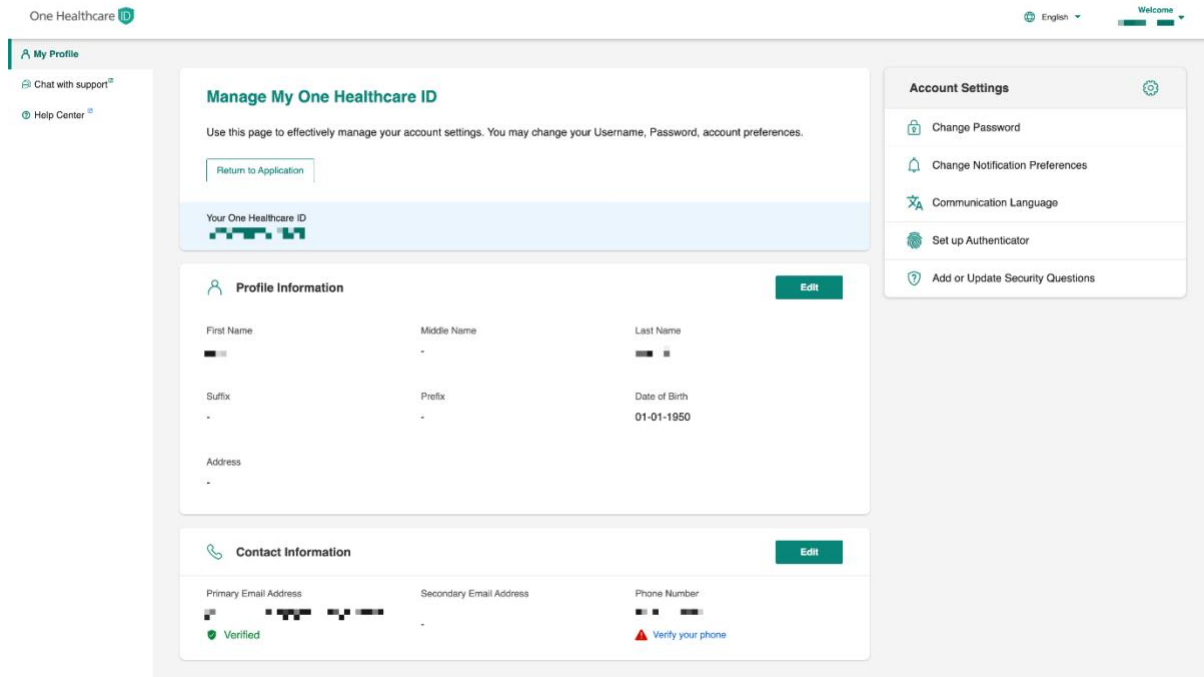 One Healthcare ID
English
Welcome
My Profile
Chat with support
Help Center
Manage My One Healthcare ID
Use this page to effectively manage your account settings. You may change your Username, Password, account preferences.
Return to Application
Your One Healthcare ID
Profile Information
Edit
First Name
Middle Name
Last Name
-
Suffix
Prefix
Date of Birth
-
-
01-01-1950
Address
-
Contact Information
Edit
Primary Email Address
Secondary Email Address
Phone Number
-
Verified
Verify your phone
Account Settings
Change Password
Change Notification Preferences
Communication Language
Set up Authenticator
Add or Update Security Questions